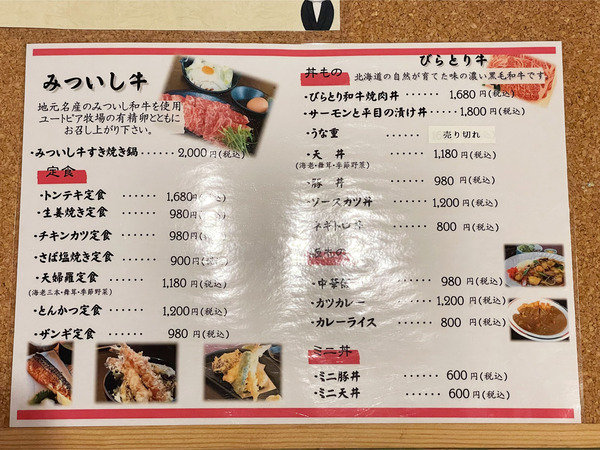 みついし牛
地元名産のみついし和牛を使用
ユートピア牧場の有精卵とともに
お召し上がり下さい。
・みついし牛すき焼き鍋‥‥‥2,000円(税込)
定食
・トンテキ定食 ‥‥‥ 1,680円(税込)
・生姜焼き定食 ‥‥‥ 980円(税込)
・チキンカツ定食 ‥‥‥ 980円(税込)
・さば塩焼き定食 ‥‥‥ 900円(税込)
・天婦羅定食 ‥‥‥ 1,180円(税込)
(海老三本・舞茸・季節野菜)
・とんかつ定食 ‥‥‥ 1,200円(税込)
・ザンギ定食 ‥‥‥ 980円(税込)
びらとり牛
北海道の自然が育てた味の濃い黒毛和牛です。
丼もの
・びらとり和牛焼肉丼 ‥‥ 1,680円(税込)
・サーモンと平目の漬け丼 ‥‥ 1,800円(税込)
・うな重 ‥‥‥ 売り切れ
・天丼 ‥‥‥ 1,180円(税込)
(海老・舞茸・季節野菜)
・豚丼 ‥‥‥ 980円(税込)
・ソースカツ丼 ‥‥‥ 1,200円(税込)
・ネギトロ丼 ‥‥‥ 800円(税込)
もの
・中華 ‥‥‥ 980円(税込)
・カツカレー ‥‥‥ 1,200円(税込)
・カレーライス ‥‥‥ 800円(税込)
ミニ丼
・ミニ豚丼 ‥‥‥ 600円(税込)
・ミニ天丼 ‥‥‥ 600円(税込)